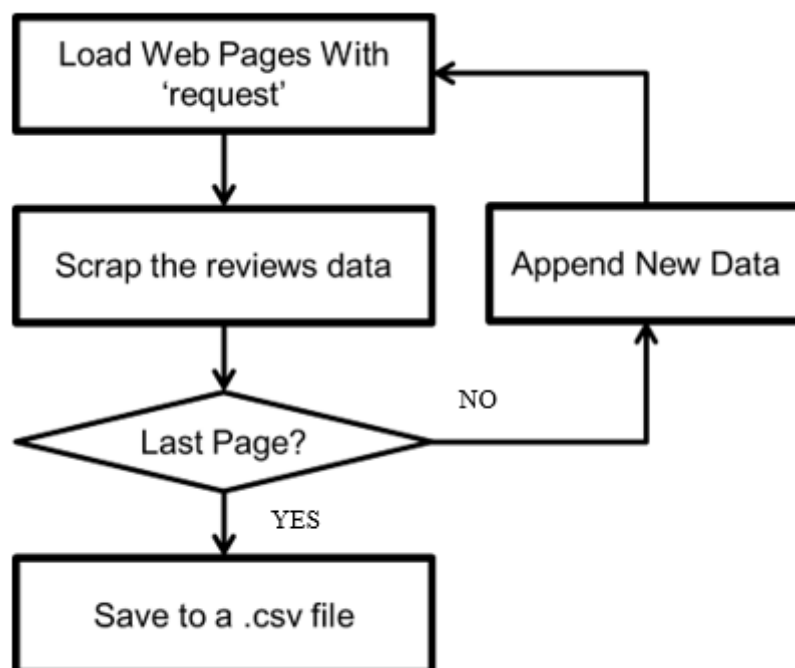 Load Web Pages With
‘request’
Scrap the reviews data
Append New Data
Last Page?
NO
YES
Save to a .csv file